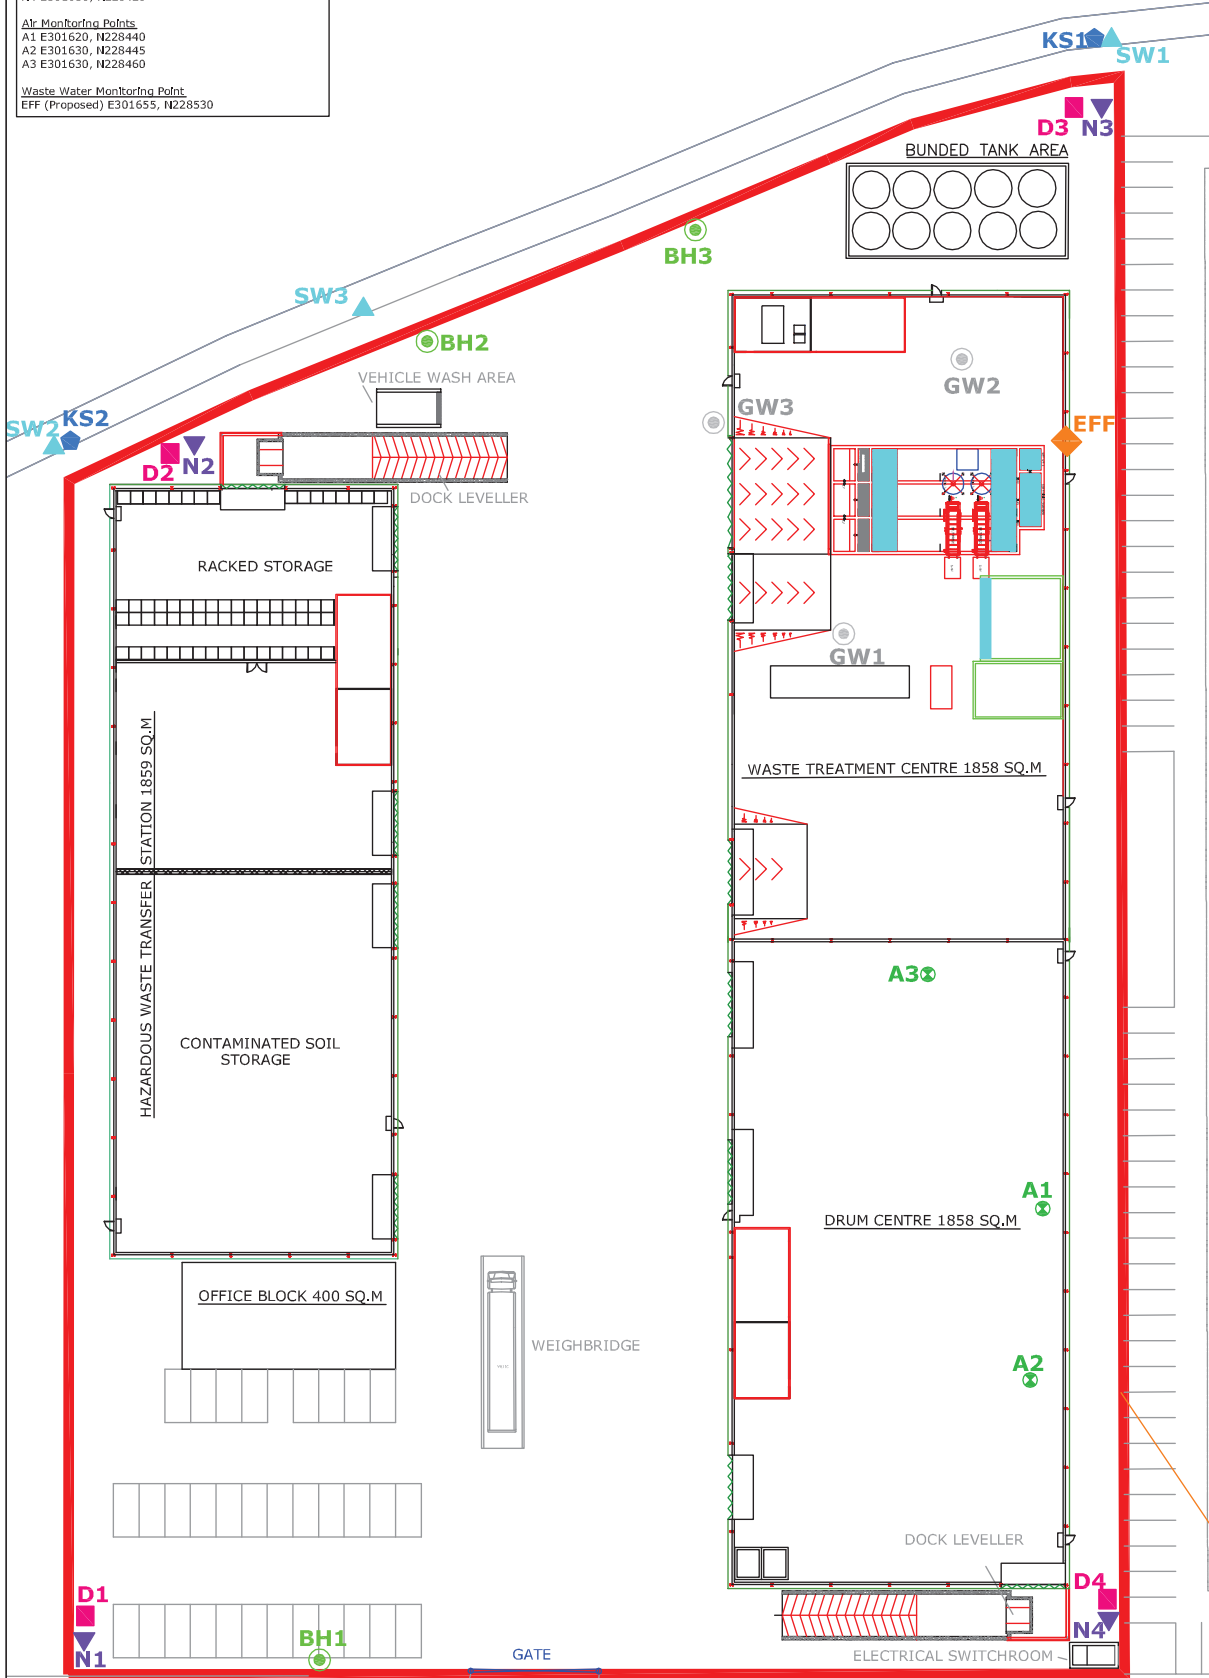 Air Monitoring Points
A1 E301620, N228440
A2 E301630, N228445
A3 E301630, N228460
Waste Water Monitoring Point
EFF (Proposed) E301655, N228530
KS1
SW1
D3
N3
BUNDED TANK AREA
BH3
SW3
BH2
VEHICLE WASH AREA
GW2
GW3
KS2
SW2
EFF
D2
N2
DOCK LEVELLER
RACKED STORAGE
GW1
WASTE TREATMENT CENTRE 1858 SQ.M
HAZARDOUS WASTE TRANSFER STATION 1859 SQ.M
A3
CONTAMINATED SOIL
STORAGE
A1
DRUM CENTRE 1858 SQ.M
OFFICE BLOCK 400 SQ.M
WEIGHBRIDGE
A2
DOCK LEVELLER
D1
D4
N4
BH1
N1
GATE
ELECTRICAL SWITCHROOM